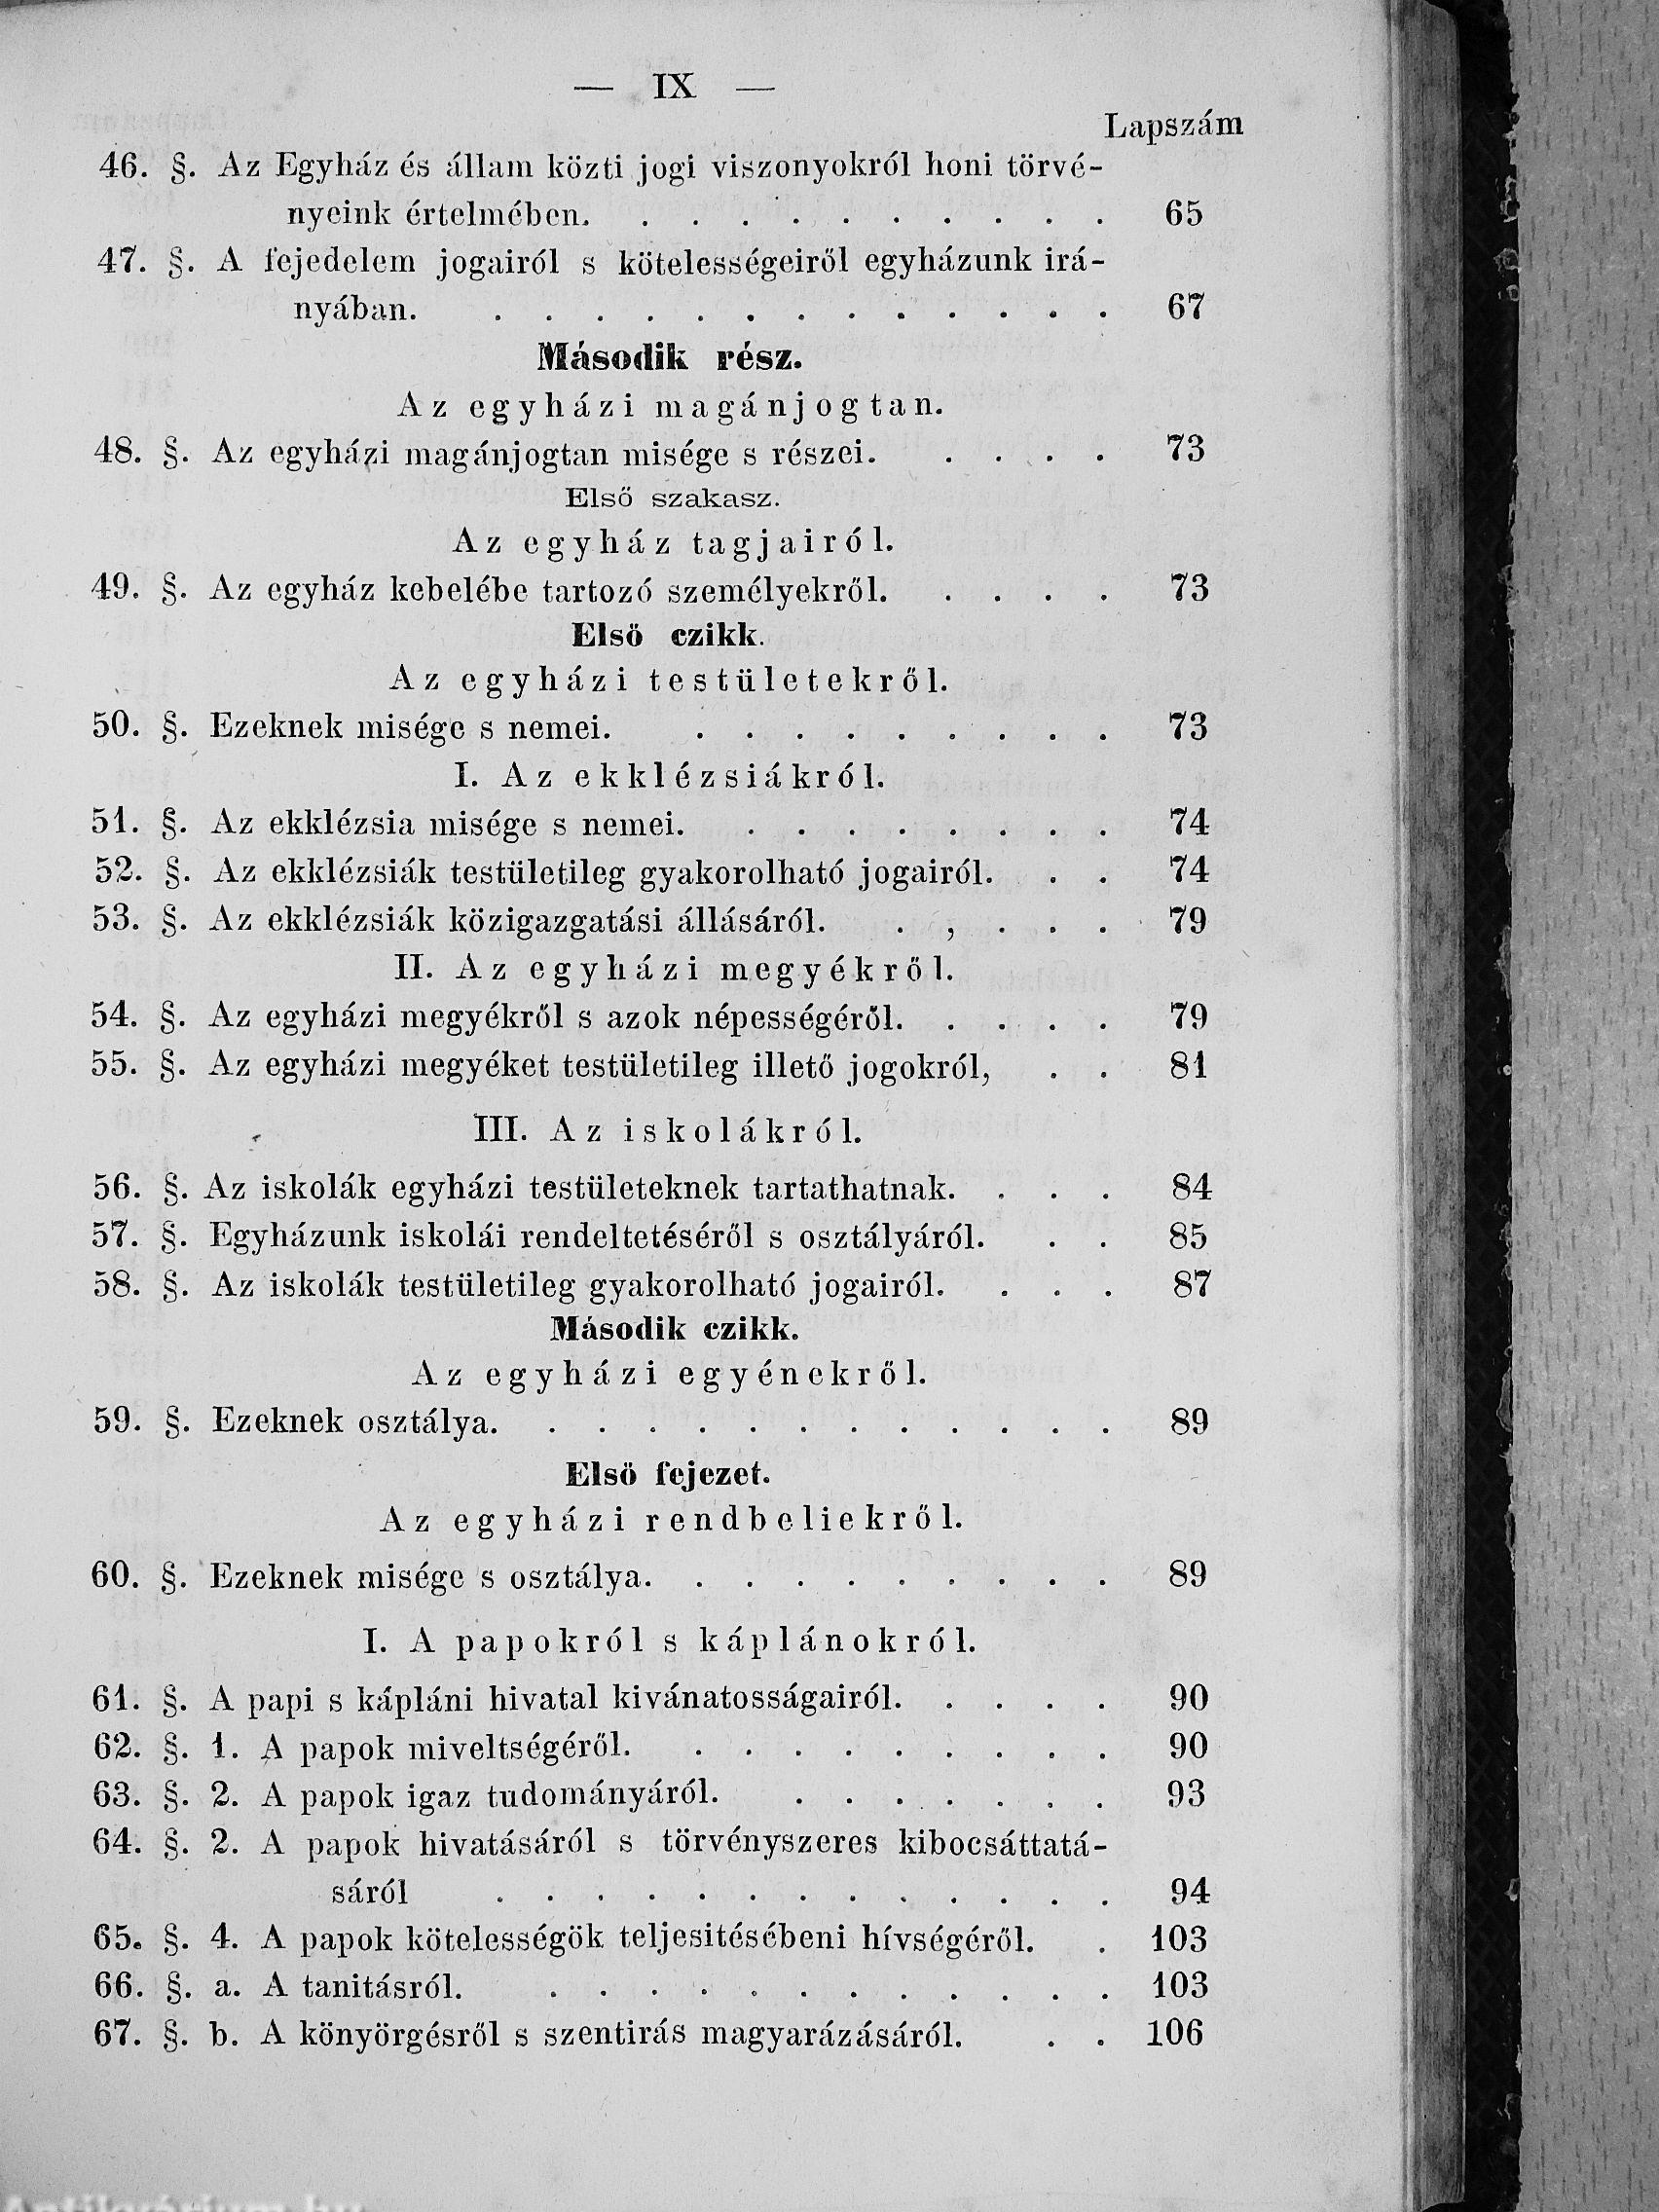 — IX —
Lapszám
46. §. Az Egyház és állam közti jogi viszonyokról honi törvé-
nyeink értelmében. . . . . . . . . . . 65
47. §. A fejedelem jogairól s kötelességeiről egyházunk irá-
nyában. . . . . . . . . . . . . . 67
Második rész.
Az egyházi magánjogtan.
48. §. Az egyházi magánjogtan misége s részei. . . . . 73
Első szakasz.
Az egyház tagjairól.
49. §. Az egyház kebelébe tartozó személyekről. . . . . 73
Első czikk.
Az egyházi testületekről.
50. §. Ezeknek misége s nemei. . . . . . . . . . 73
I. Az ekklézsiákról.
51. §. Az ekklézsia misége s nemei. . . . . . . . . 74
52. §. Az ekklézsiák testületileg gyakorolható jogairól. . . 74
53. §. Az ekklézsiák közigazgatási állásáról. . , . . . 79
II. Az egyházi megyékről.
54. §. Az egyházi megyékről s azok népességéről. . . . . 79
55. §. Az egyházi megyéket testületileg illető jogokról, . . 81
III. Az iskolákról.
56. §. Az iskolák egyházi testületeknek tartathatnak. . . . 84
57. §. Egyházunk iskolái rendeltetéséről s osztályáról. . . 85
58. §. Az iskolák testületileg gyakorolható jogairól. . . . 87
Második czikk.
Az egyházi egyénekről.
59. §. Ezeknek osztálya. . . . . . . . . . . . . 89
Első fejezet.
Az egyházi rendbeliekről.
60. §. Ezeknek misége s osztálya. . . . . . . . . . 89
I. A papokról s káplánokról.
61. §. A papi s kápláni hivatal kivánatosságairól. . . . . 90
62. §. 1. A papok miveltségéről. . . . . . . . . . 90
63. §. 2. A papok igaz tudományáról. . . . . . . . 93
64. §. 2. A papok hivatásáról s törvényszeres kibocsáttatá-
sáról . . . . . . . . . . . . . 94
65. §. 4. A papok kötelességök teljesitésébeni hívségéről. . 103
66. §. a. A tanitásról. . . . . . . . . . . . . 103
67. §. b. A könyörgésről s szentirás magyarázásáról. . . 106